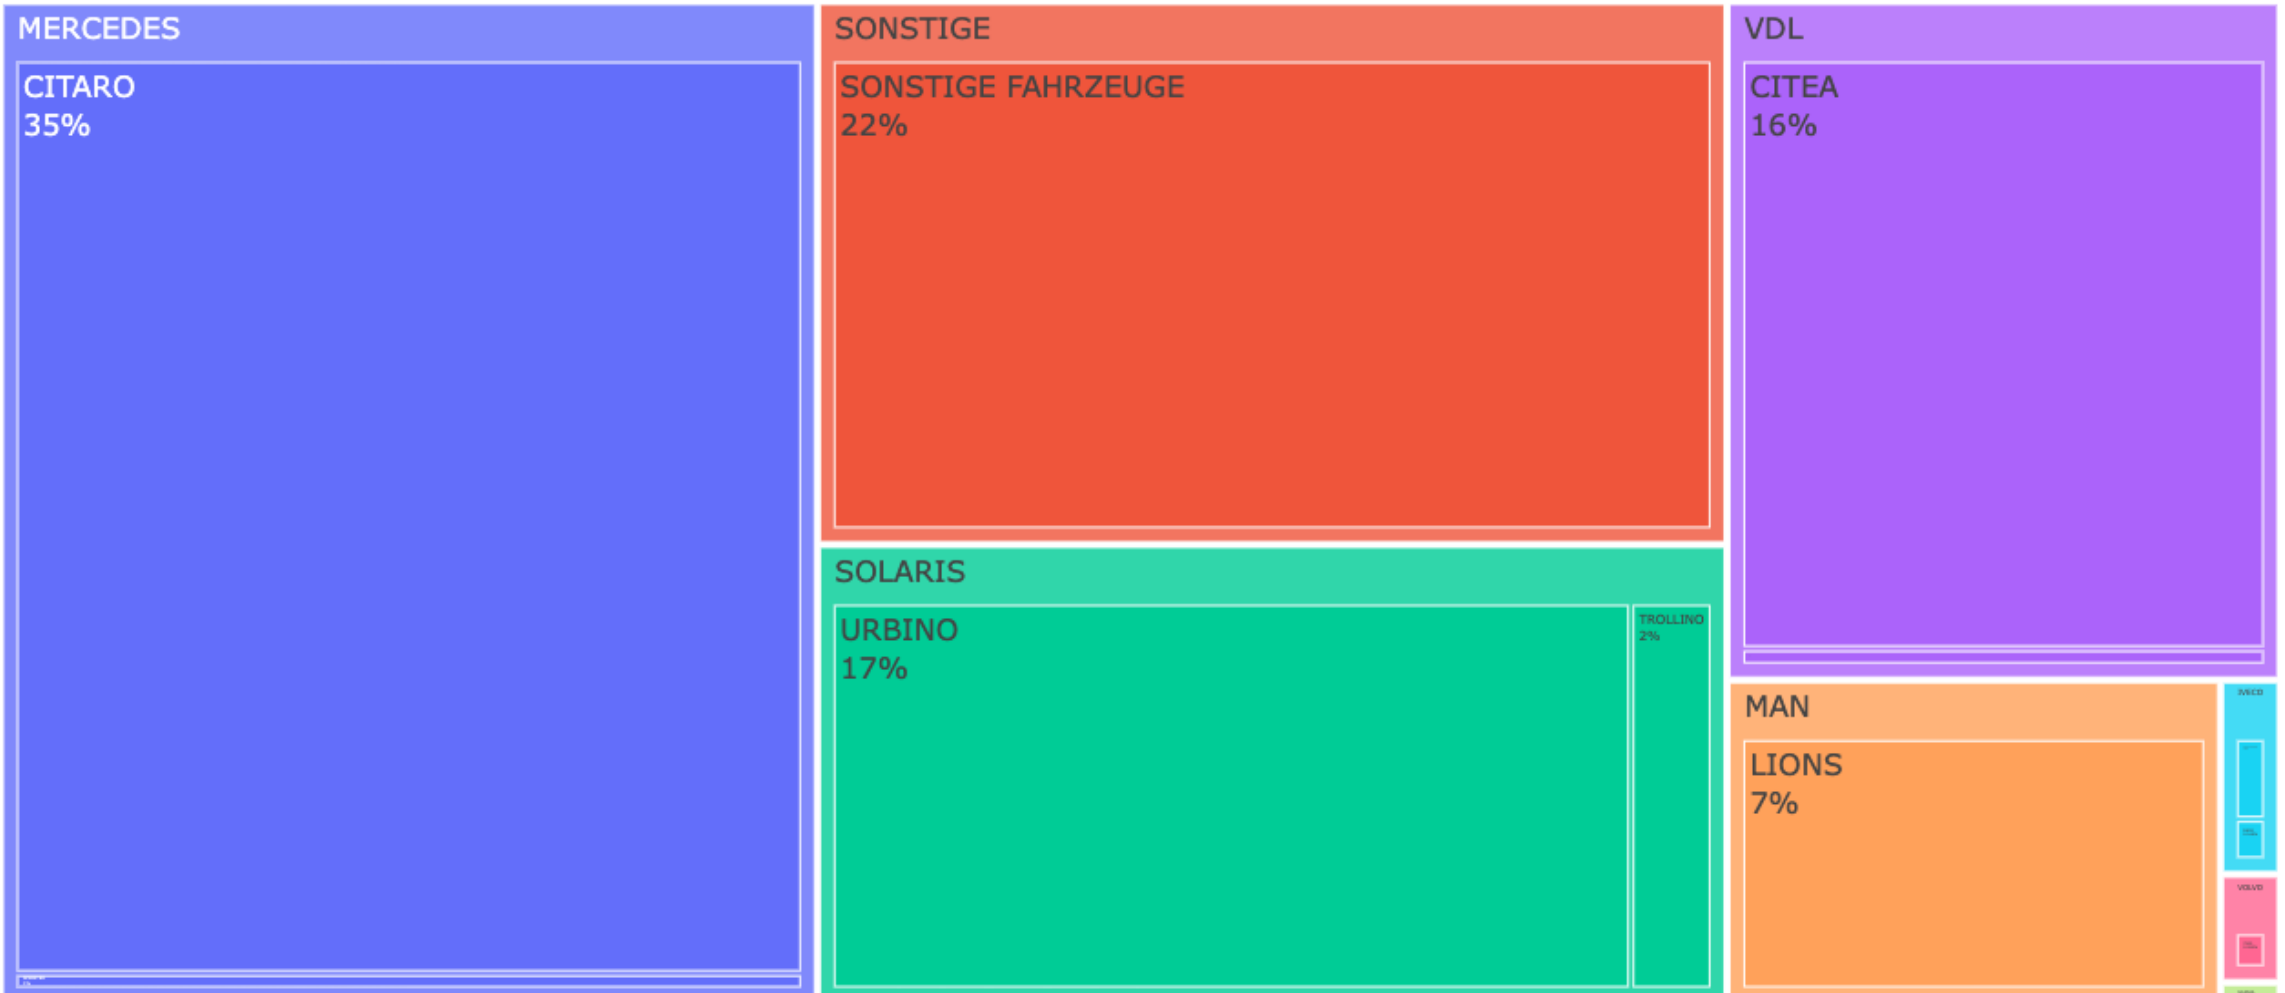 MERCEDES
CITARO
35%
SONSTIGE
SONSTIGE FAHRZEUGE
22%
SOLARIS
URBINO
17%
TROLLINO
2%
VDL
CITEA
16%
MAN
LIONS
7%
IVECO
VOLVO